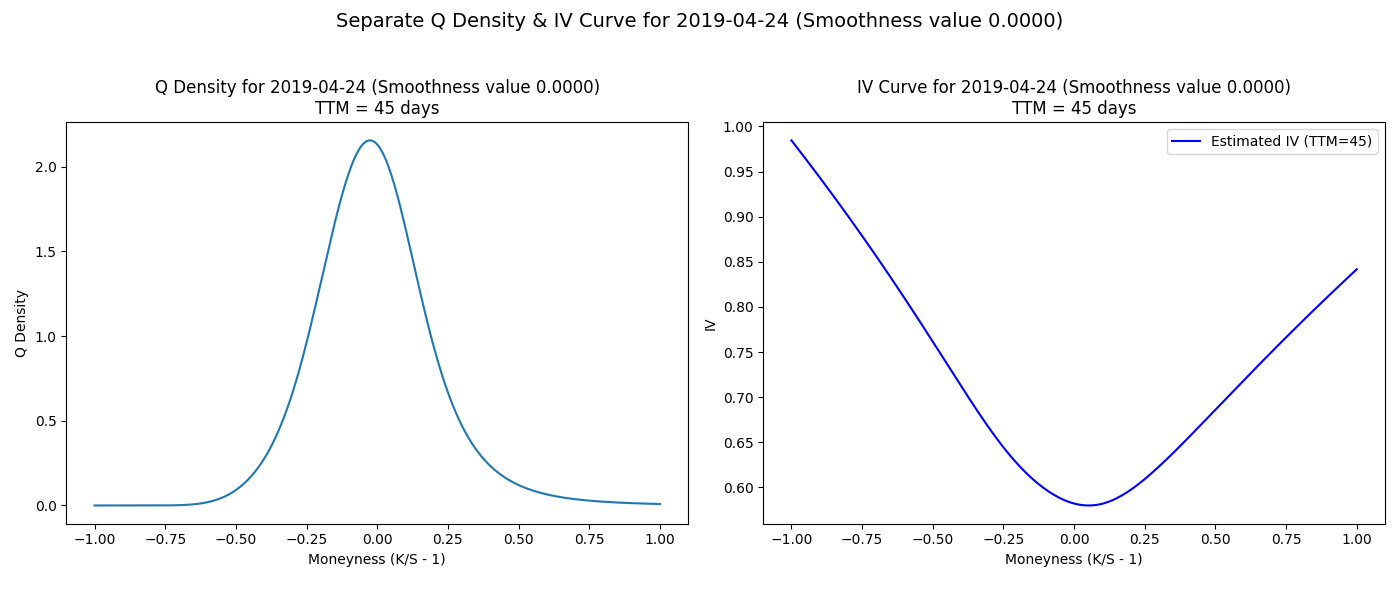 Separate Q Density & IV Curve for 2019-04-24 (Smoothness value 0.0000)
Q Density for 2019-04-24 (Smoothness value 0.0000)
TTM = 45 days
2.0
1.5
1.0
0.5
0.0
Q Density
−1.00 −0.75 −0.50 −0.25 0.00 0.25 0.50 0.75 1.00
Moneyness (K/S - 1)
IV Curve for 2019-04-24 (Smoothness value 0.0000)
TTM = 45 days
Estimated IV (TTM=45)
1.00
0.95
0.90
0.85
0.80
0.75
0.70
0.65
0.60
IV
−1.00 −0.75 −0.50 −0.25 0.00 0.25 0.50 0.75 1.00
Moneyness (K/S - 1)